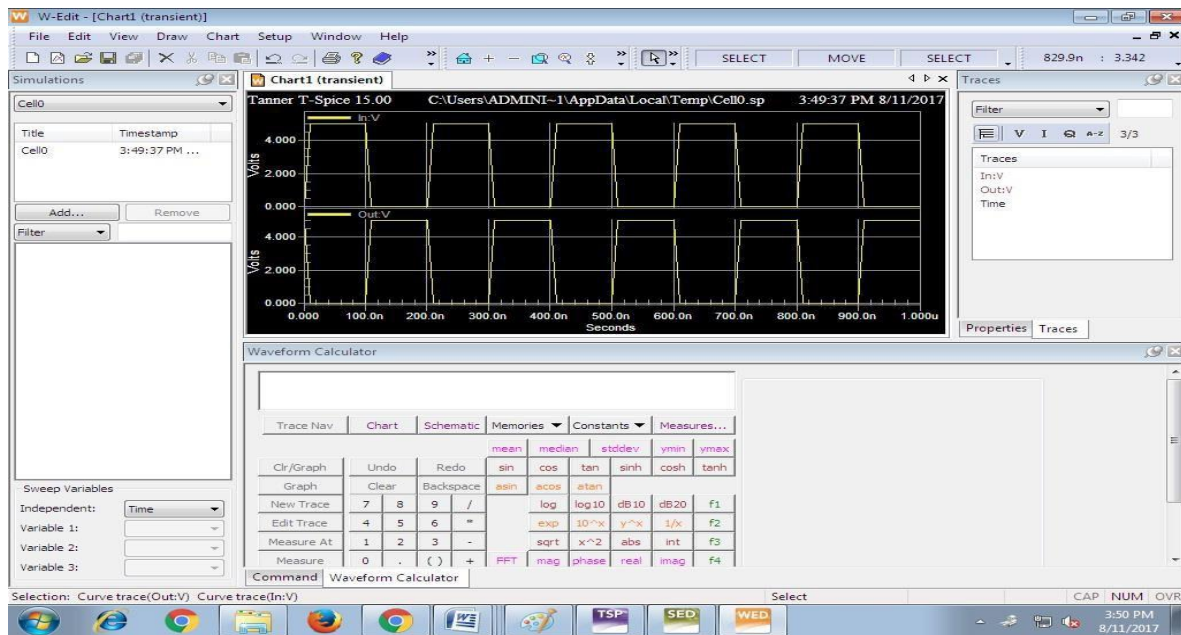 W-Edit - [Chart1 (transient)]
File Edit View Draw Chart Setup Window Help
SELECT MOVE SELECT 829.9n : 3.342
Simulations
Chart1 (transient)
Traces
Cell0
Title Timestamp
Cell0 3:49:37 PM ...
Add... Remove
Filter
Sweep Variables
Independent: Time
Variable 1:
Variable 2:
Variable 3:
Tanner T-Spice 15.00 C:\Users\ADMINI~1\AppData\Local\Temp\Cell0.sp 3:49:37 PM 8/11/2017
In:V
Volts
4.000
2.000
0.000
Out:V
Volts
4.000
2.000
0.000
0.000 100.0n 200.0n 300.0n 400.0n 500.0n 600.0n 700.0n 800.0n 900.0n 1.000u
Seconds
Filter
V I Q A-Z 3/3
Traces
In:V
Out:V
Time
Properties Traces
Waveform Calculator
Trace Nav Chart Schematic Memories Constants Measures...
mean median stddev ymin ymax
Clr/Graph Undo Redo sin cos tan sinh cosh tanh
Graph Clear Backspace asin acos atan
New Trace 7 8 9 / log log10 dB10 dB20 f1
Edit Trace 4 5 6 * exp 10^x y^x 1/x f2
Measure At 1 2 3 - sqrt x^2 abs int f3
Measure 0 . ( ) + FFT mag phase real imag f4
Command Waveform Calculator
Selection: Curve trace(Out:V) Curve trace(In:V) Select CAP NUM OVR
TSP SED WED
3:50 PM
8/11/2017